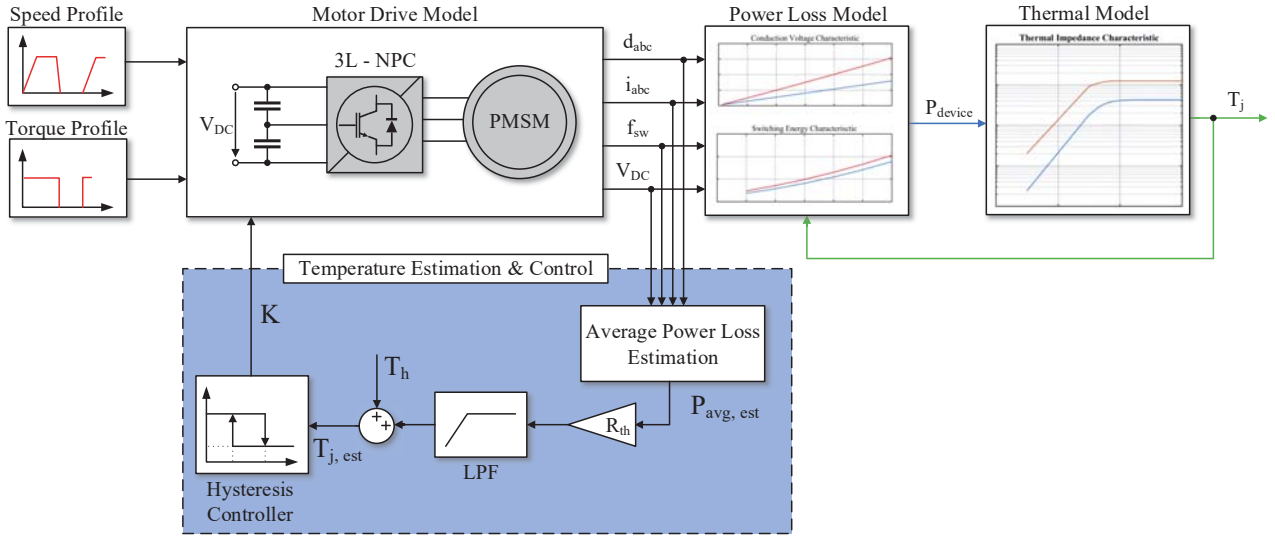 Speed Profile
Motor Drive Model
Power Loss Model
Thermal Model
3L - NPC
V_DC
PMSM
d_abc
i_abc
f_sw
V_DC
Conduction Voltage Characteristic
Switching Energy Characterisctic
P_device
Thermal Impedance Characteristic
T_j
Torque Profile
Temperature Estimation & Control
K
Average Power Loss
Estimation
T_h
P_avg, est
R_th
+
+
T_j, est
LPF
Hysteresis
Controller